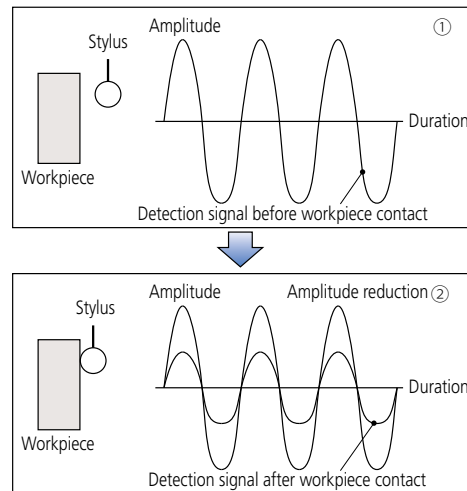 Amplitude ①
Stylus
Duration
Workpiece
Detection signal before workpiece contact
Amplitude Amplitude reduction ②
Stylus
Duration
Workpiece
Detection signal after workpiece contact